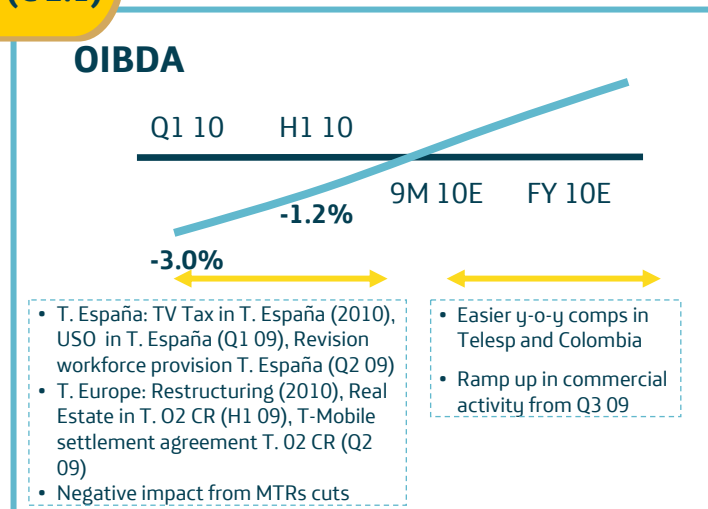 OIBDA
Q1 10 H1 10
9M 10E FY 10E
-1.2%
-3.0%
• T. España: TV Tax in T. España (2010),
USO in T. España (Q1 09), Revision
workforce provision T. España (Q2 09)
• T. Europe: Restructuring (2010), Real
Estate in T. O2 CR (H1 09), T-Mobile
settlement agreement T. 02 CR (Q2
09)
• Negative impact from MTRs cuts
• Easier y-o-y comps in
Telesp and Colombia
• Ramp up in commercial
activity from Q3 09